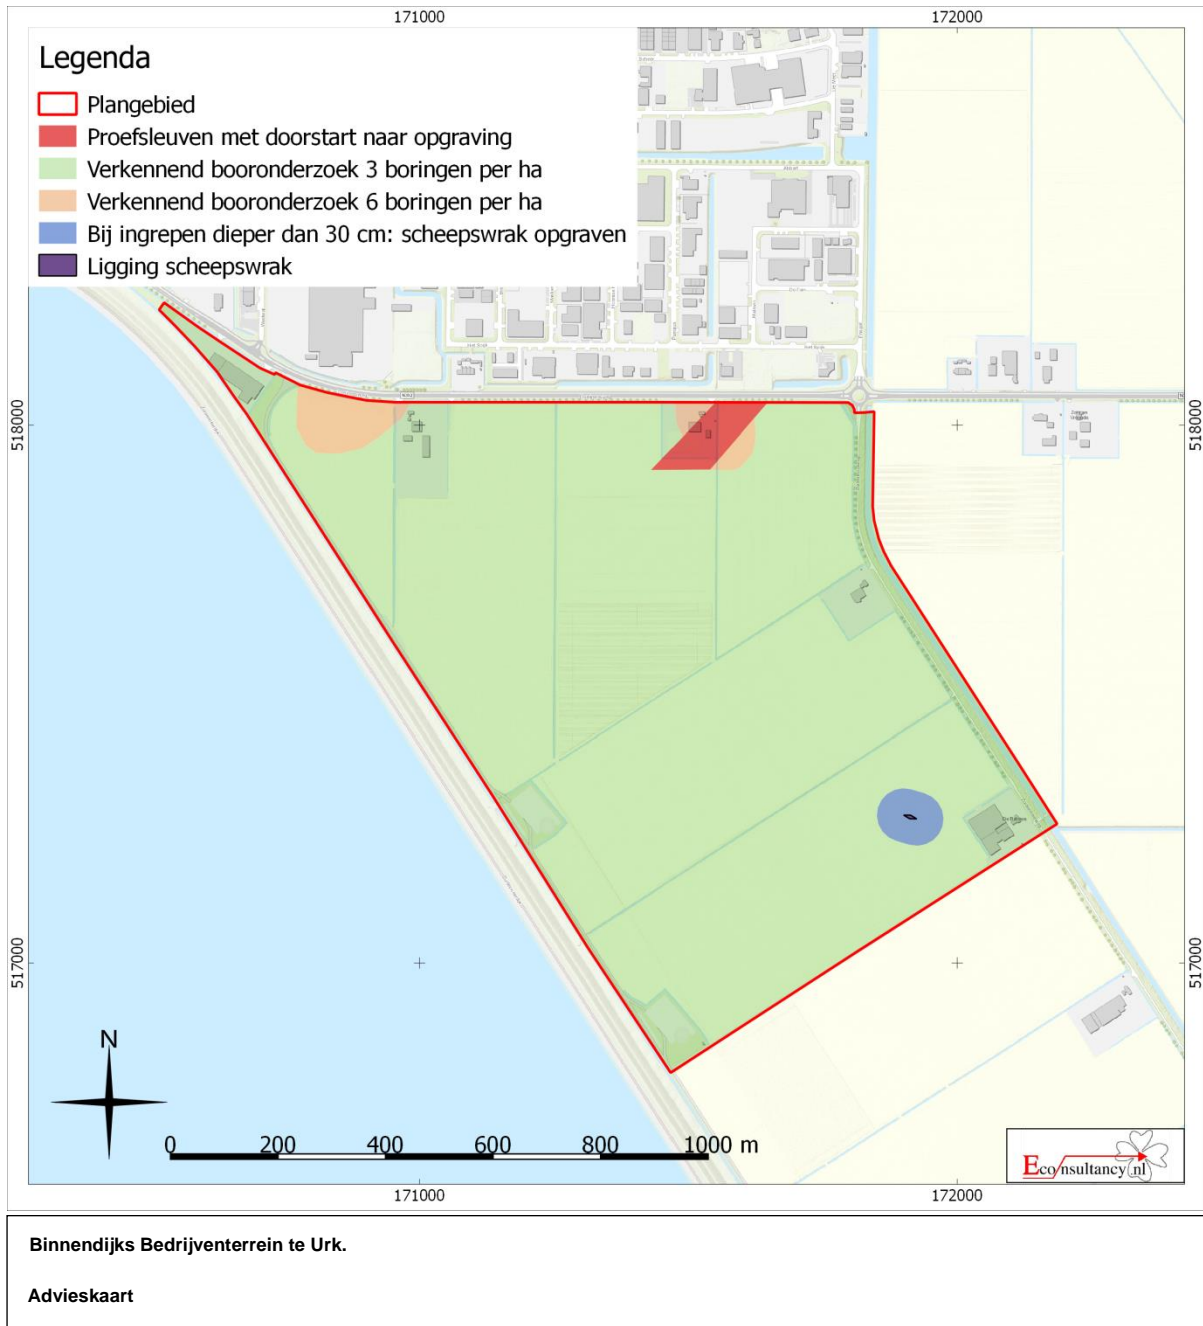 171000
172000
Legenda
Plangebied
Proefsleuven met doorstart naar opgraving
Verkennend booronderzoek 3 boringen per ha
Verkennend booronderzoek 6 boringen per ha
Bij ingrepen dieper dan 30 cm: scheepswrak opgraven
Ligging scheepswrak
518000
518000
517000
517000
N
0 200 400 600 800 1000 m
Econsultancy.nl
171000
172000
Binnendijks Bedrijventerrein te Urk.
Advieskaart